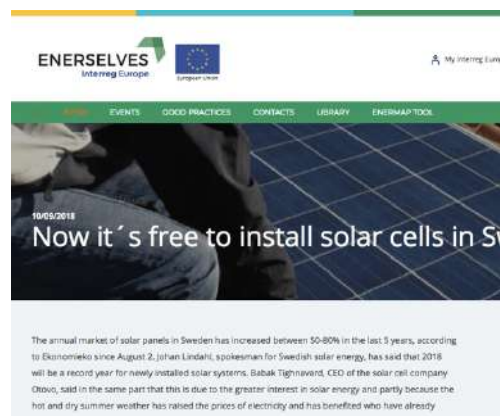 ENERSELVES
Interreg Europe
European Union
My Interreg Euro
NEWS EVENTS GOOD PRACTICES CONTACTS LIBRARY ENERMAP TOOL
10/09/2018
Now it´s free to install solar cells in Sw
The annual market of solar panels in Sweden has increased between 50-80% in the last 5 years, according
to Ekonomieko since August 2. Johan Lindahl, spokesman for Swedish solar energy, has said that 2018
will be a record year for newly installed solar systems. Babak Tighnavard, CEO of the solar cell company
Otovo, said in the same part that this is due to the greater interest in solar energy and partly because the
hot and dry summer weather has raised the prices of electricity and has benefited who have already